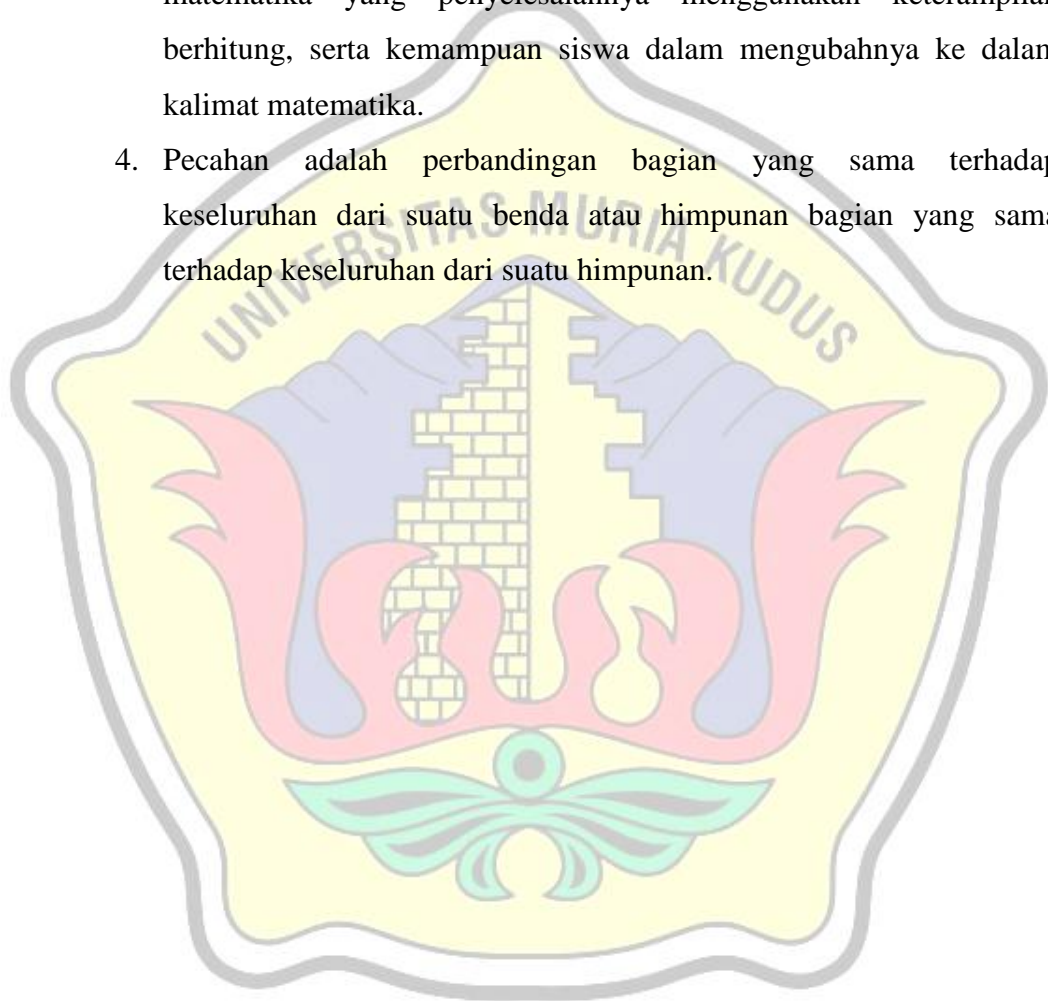 matematika yang penyelesaiannya menggunakan keterampilan
berhitung, serta kemampuan siswa dalam mengubahnya ke dalam
kalimat matematika.
4. Pecahan adalah perbandingan bagian yang sama terhadap
keseluruhan dari suatu benda atau himpunan bagian yang sama
terhadap keseluruhan dari suatu himpunan.
UNIVERSITAS MURIA KUDUS